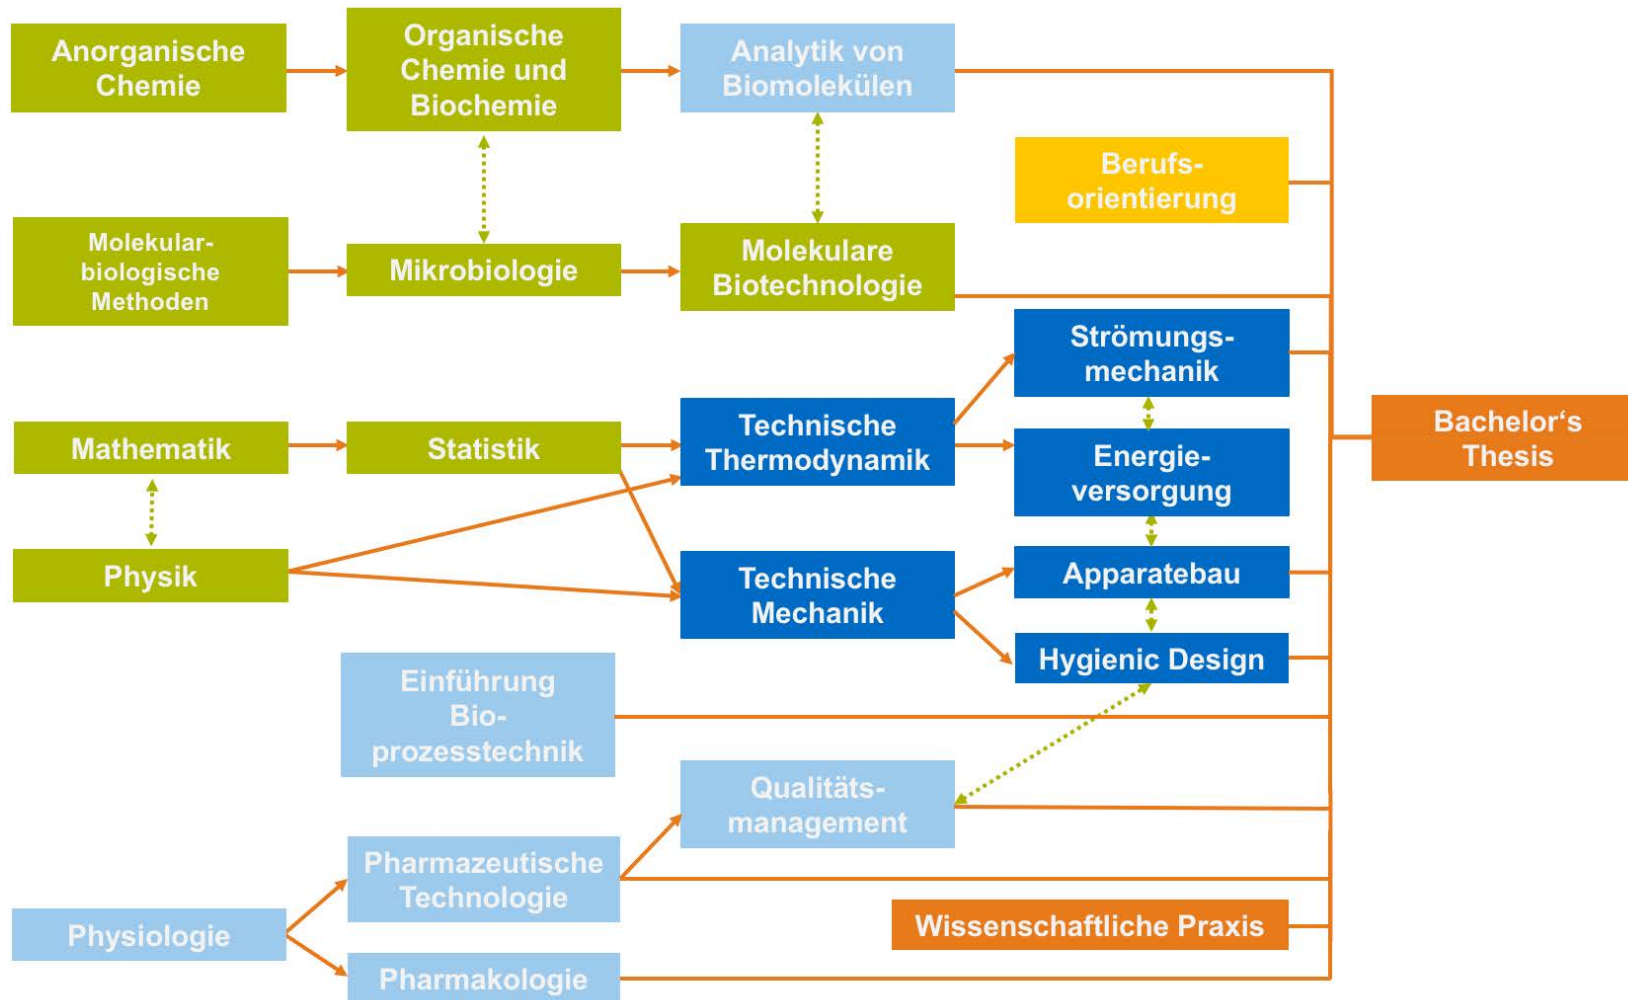 Anorganische
Chemie
Organische
Chemie und
Biochemie
Analytik von
Biomolekülen
Berufs-
orientierung
Molekular-
biologische
Methoden
Mikrobiologie
Molekulare
Biotechnologie
Strömungs-
mechanik
Mathematik
Statistik
Technische
Thermodynamik
Energie-
versorgung
Bachelor‘s
Thesis
Physik
Technische
Mechanik
Apparatebau
Hygienic Design
Einführung
Bio-
prozesstechnik
Qualitäts-
management
Pharmazeutische
Technologie
Physiologie
Wissenschaftliche Praxis
Pharmakologie